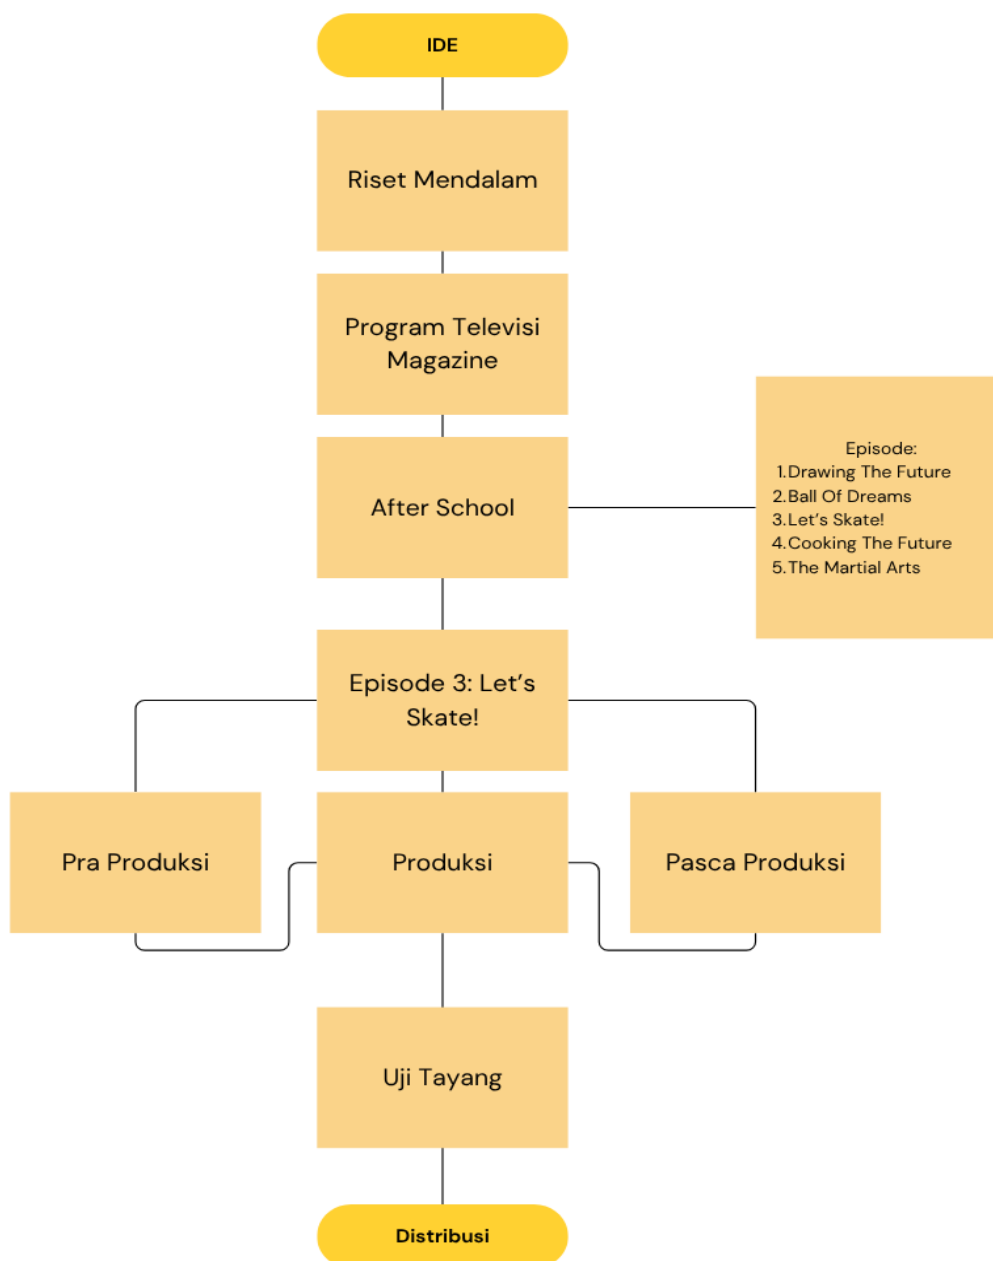 IDE
Riset Mendalam
Program Televisi
Magazine
After School
Episode:
1.Drawing The Future
2.Ball Of Dreams
3.Let’s Skate!
4.Cooking The Future
5.The Martial Arts
Episode 3: Let’s
Skate!
Pra Produksi
Produksi
Pasca Produksi
Uji Tayang
Distribusi